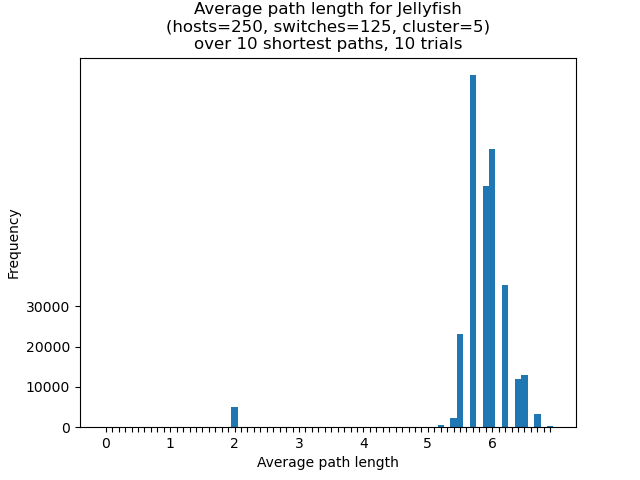 Average path length for Jellyfish
(hosts=250, switches=125, cluster=5)
over 10 shortest paths, 10 trials
Frequency
30000
20000
10000
0
0 1 2 3 4 5 6
Average path length